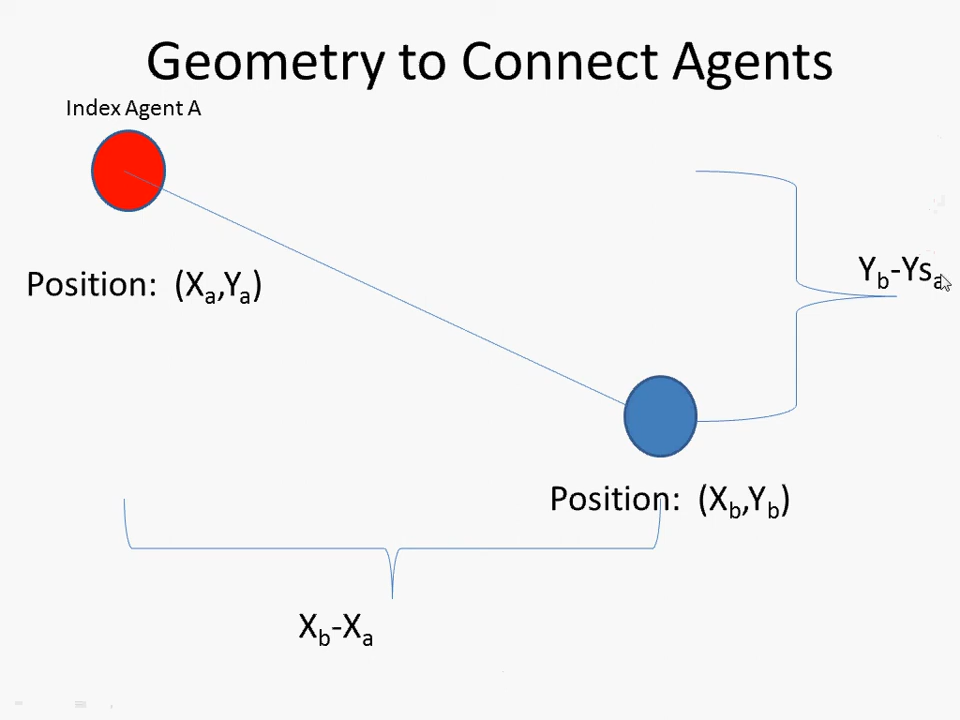 Geometry to Connect Agents
Index Agent A
Position: (Xa,Ya)
Yb-Ysa
Position: (Xb,Yb)
Xb-Xa